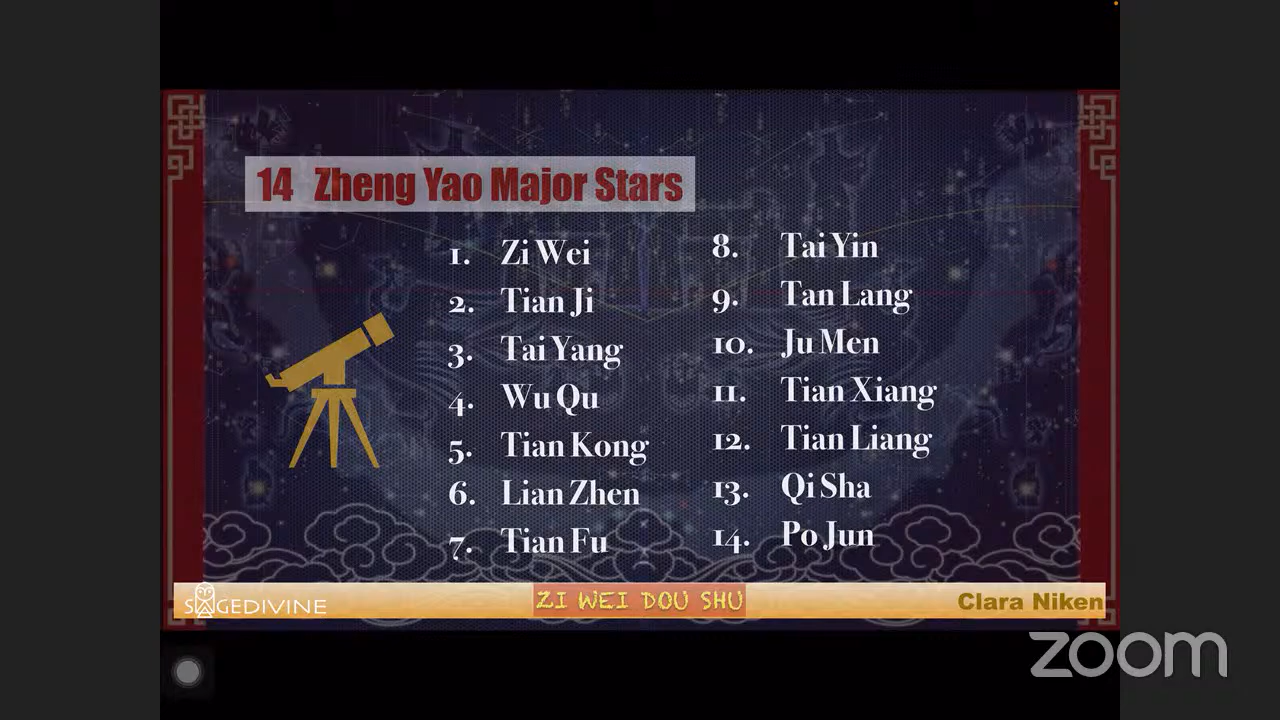 14 Zheng Yao Major Stars
1. Zi Wei
2. Tian Ji
3. Tai Yang
4. Wu Qu
5. Tian Kong
6. Lian Zhen
7. Tian Fu
8. Tai Yin
9. Tan Lang
10. Ju Men
11. Tian Xiang
12. Tian Liang
13. Qi Sha
14. Po Jun
SAGEDIVINE
ZI WEI DOU SHU
Clara Niken
zoom